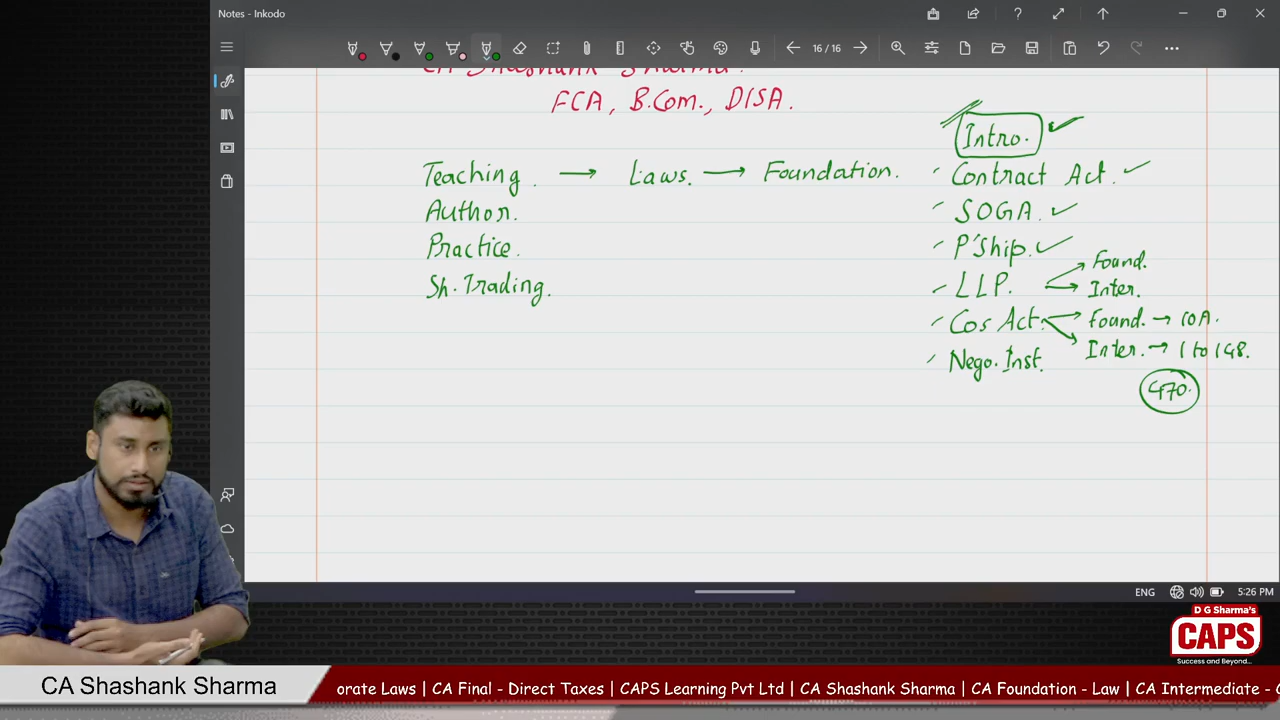 Notes - Inkodo
16 / 16
CA Shashank Sharma.
FCA, B.Com., DISA.
Intro.
Teaching. → Laws. → Foundation.
Contract Act.
Author.
SOGA.
Practice.
P'Ship.
Sh. Trading.
LLP.
Found.
Inter.
Cos Act.
Found. → 10A.
Inter. → 1 to 148.
Nego. Inst.
470.
ENG
5:26 PM
D G Sharma's
CAPS
Success and Beyond...
CA Shashank Sharma
orate Laws | CA Final - Direct Taxes | CAPS Learning Pvt Ltd | CA Shashank Sharma | CA Foundation - Law | CA Intermediate - C